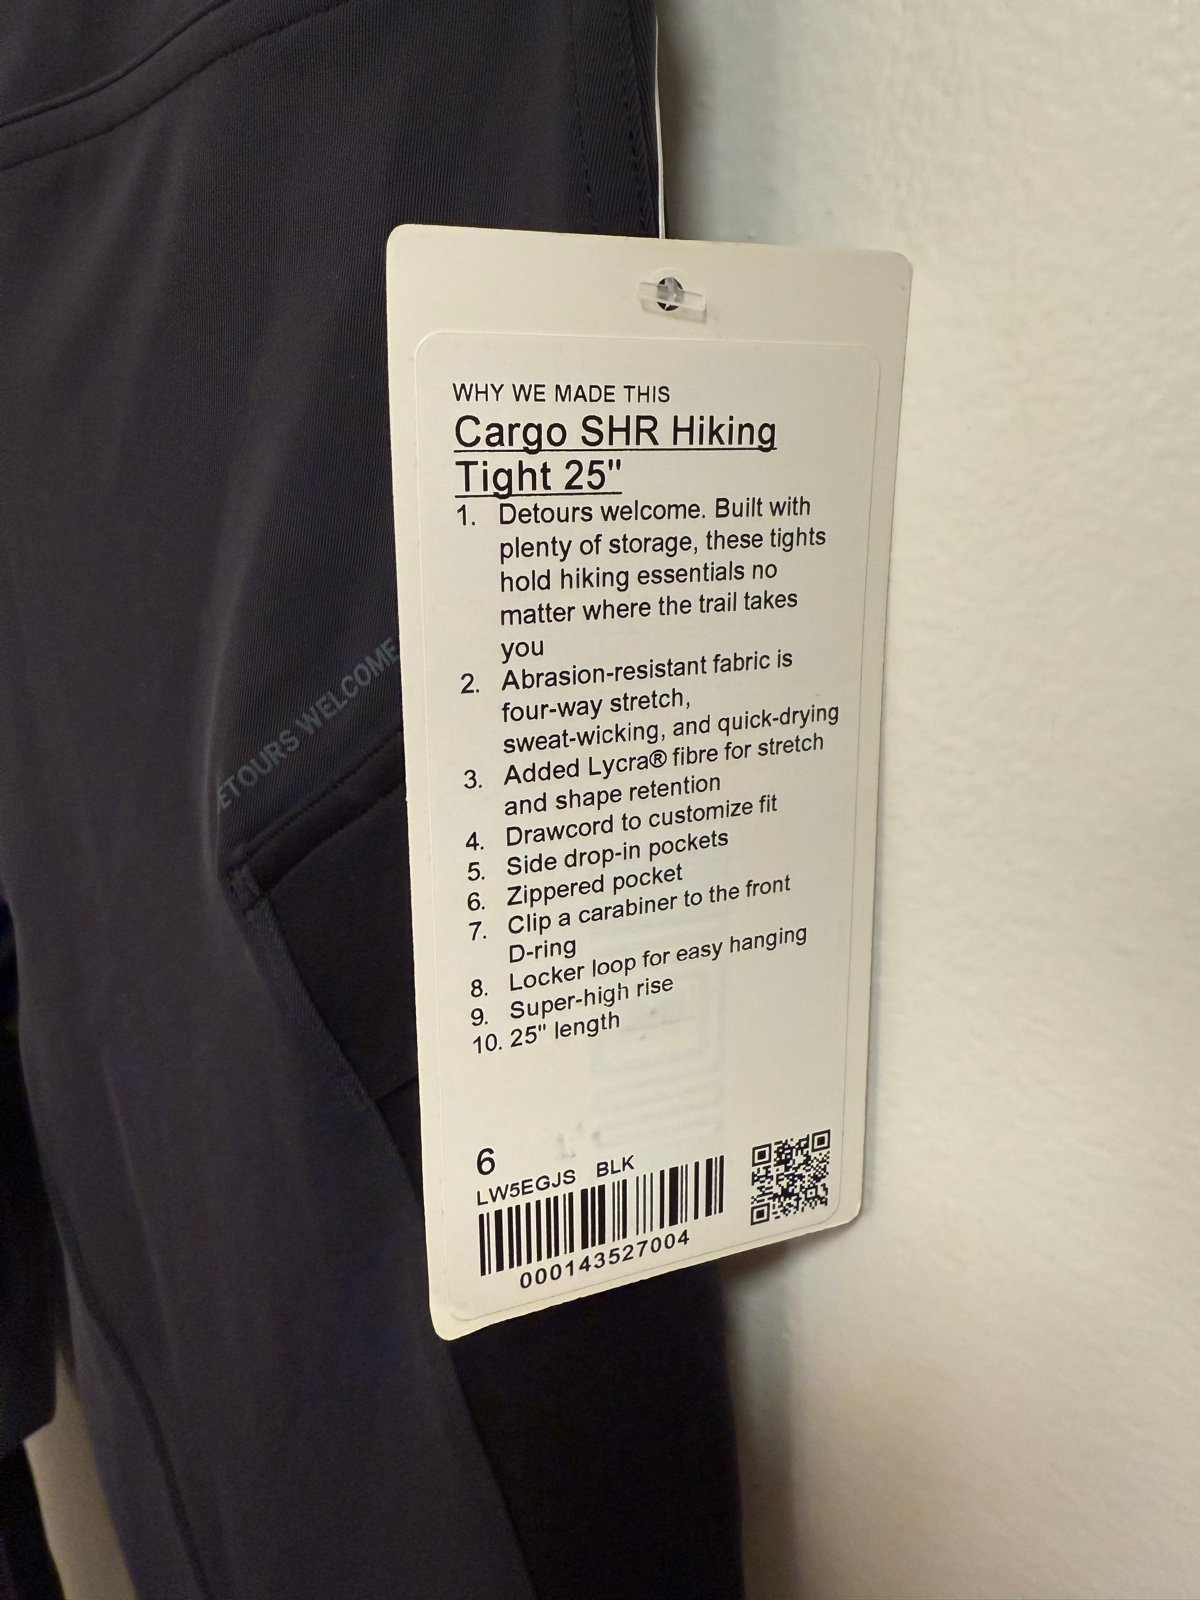 WHY WE MADE THIS
Cargo SHR Hiking
Tight 25"
1. Detours welcome. Built with
plenty of storage, these tights
hold hiking essentials no
matter where the trail takes
you
2. Abrasion-resistant fabric is
four-way stretch,
sweat-wicking, and quick-drying
3. Added Lycra® fibre for stretch
and shape retention
4. Drawcord to customize fit
5. Side drop-in pockets
6. Zippered pocket
7. Clip a carabiner to the front
D-ring
8. Locker loop for easy hanging
9. Super-high rise
10. 25" length
6
LW5EGJS BLK
000143527004
ETOURS WELCOME